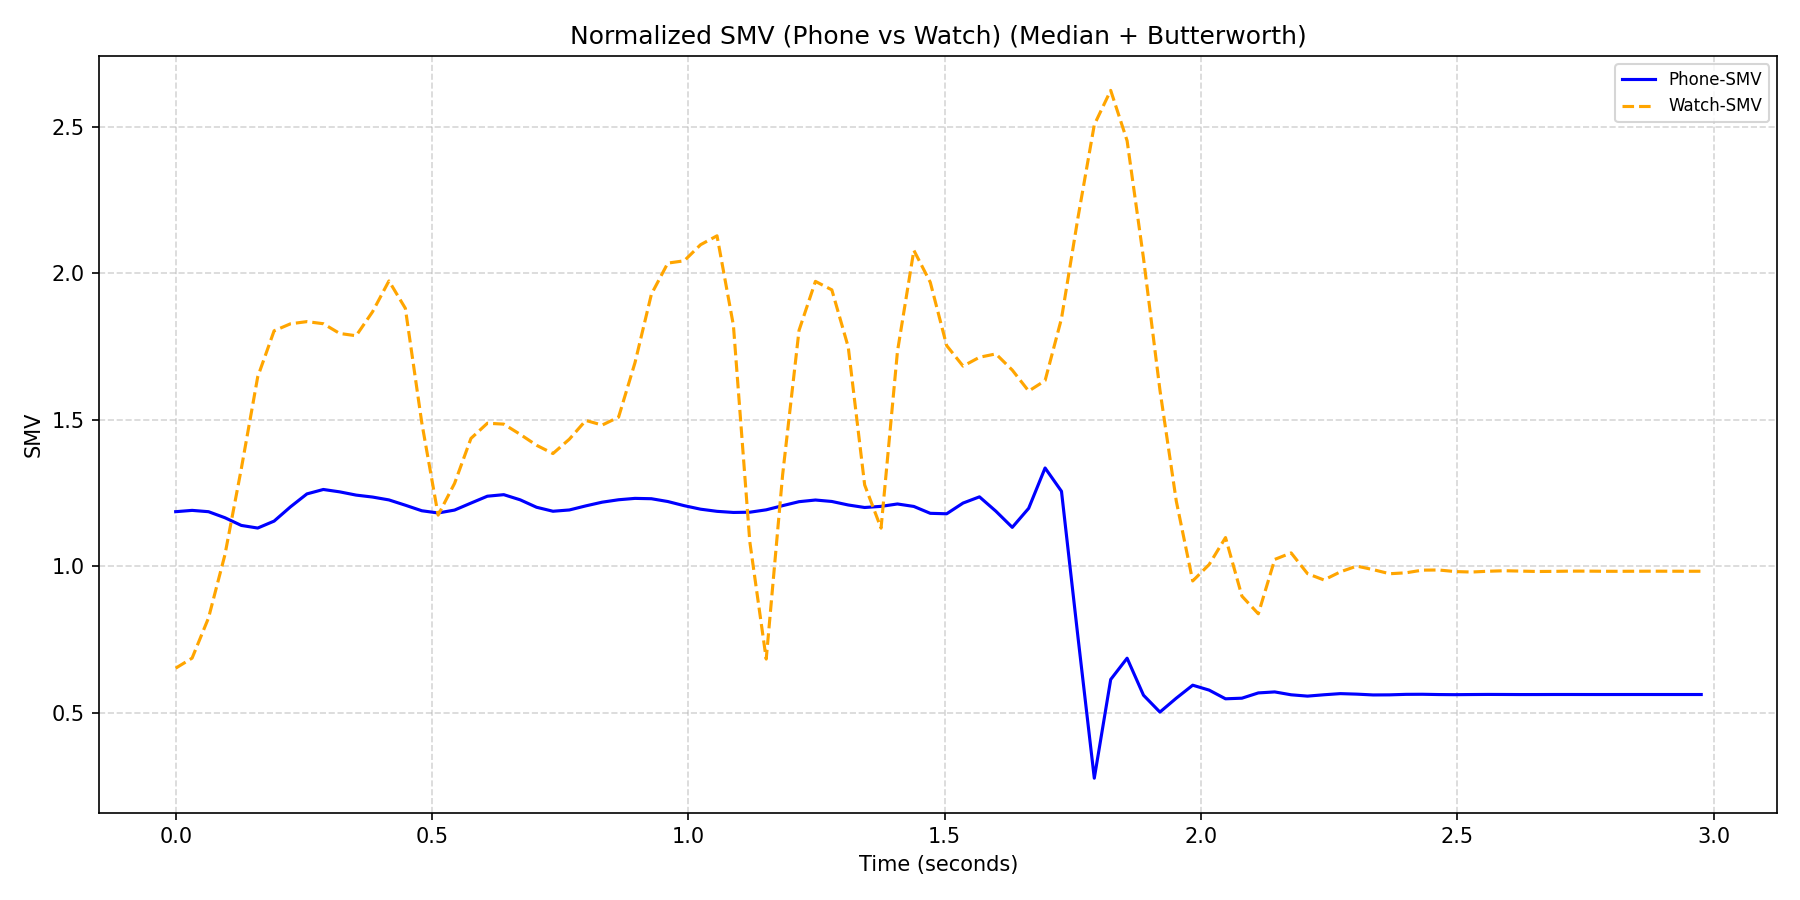 Normalized SMV (Phone vs Watch) (Median + Butterworth)
Phone-SMV
Watch-SMV
2.5
2.0
1.5
1.0
0.5
SMV
0.0 0.5 1.0 1.5 2.0 2.5 3.0
Time (seconds)